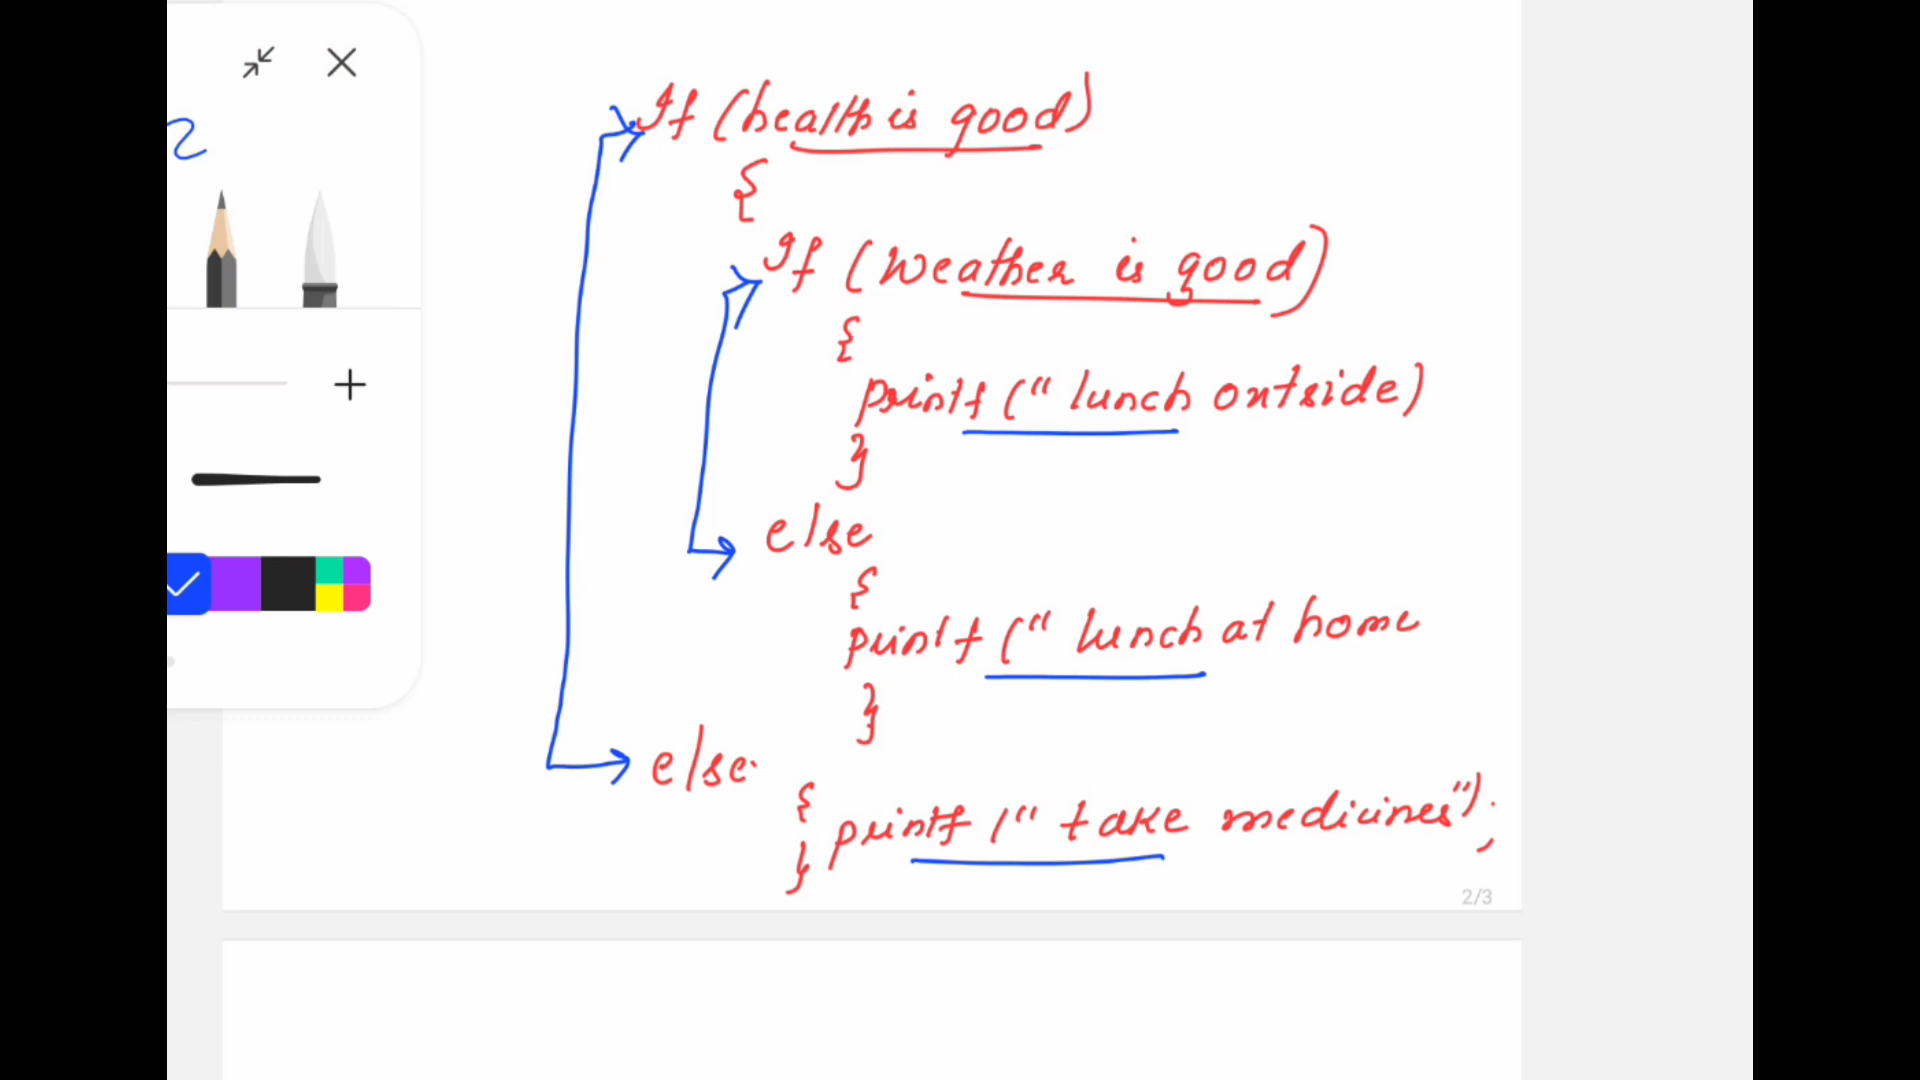 If (health is good)
{
If (Weather is good)
{
printf (" lunch outside)
}
else
{
printf (" lunch at home
}
else
{ printf (" take medicines");
}
2/3